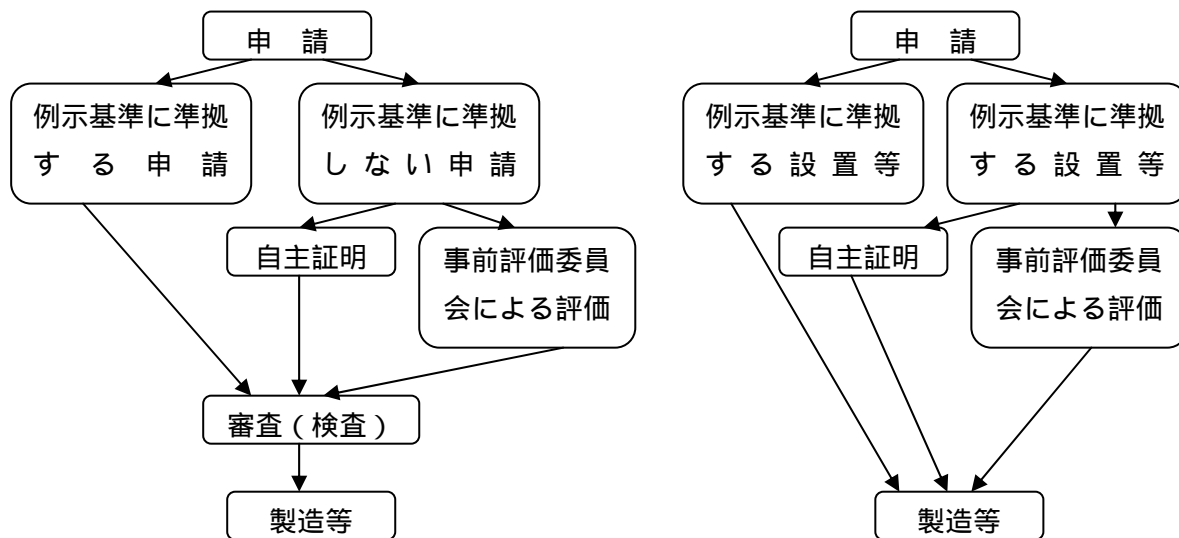 申　請
例示基準に準拠
する申請
例示基準に準拠
しない申請
自主証明
事前評価委員
会による評価
審査（検査）
製造等
申　請
例示基準に準拠
する設置等
例示基準に準拠
する設置等
自主証明
事前評価委員
会による評価
製造等